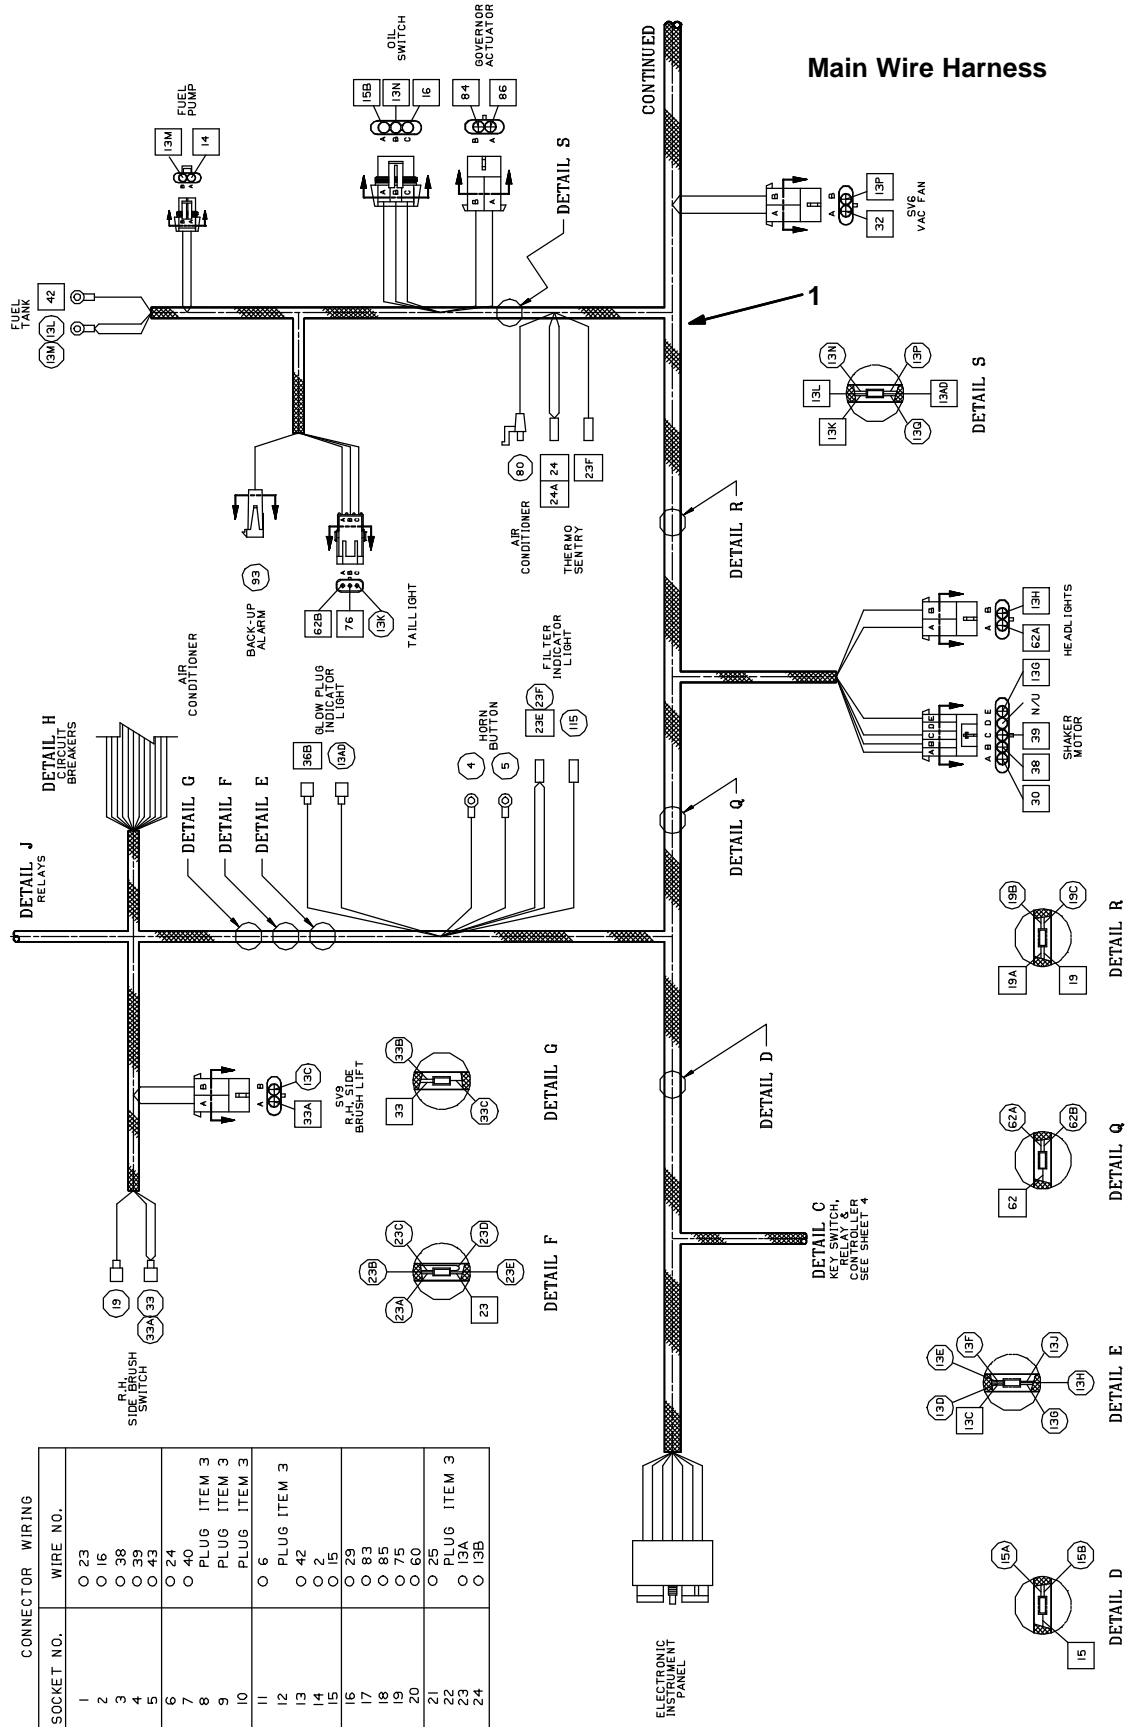 Main Wire Harness
CONTINUED
1
FUEL
TANK
13M
13L
42
FUEL
PUMP
13M
14
B
A
OIL
SWITCH
15B
13N
16
A
B
C
A
B
C
GOVERNOR
ACTUATOR
84
86
B
A
B
A
DETAIL S
SV6
VAC FAN
32
13P
A
B
A
B
BACK-UP
ALARM
93
TAILLIGHT
62B
76
13K
A
B
C
A
B
C
AIR
CONDITIONER
80
THERMO
SENTRY
24A
24
23F
DETAIL S
13K
13L
13N
13Q
13AD
13P
DETAIL R
HEADLIGHTS
62A
13H
A
B
A
B
SHAKER
MOTOR
30
38
39
N/U
13G
A
B
C
D
E
A
B
C
D
E
DETAIL Q
DETAIL J
RELAYS
DETAIL H
CIRCUIT
BREAKERS
AIR
CONDITIONER
DETAIL G
DETAIL F
DETAIL E
GLOW PLUG
INDICATOR
LIGHT
36B
13AD
HORN
BUTTON
4
5
FILTER
INDICATOR
LIGHT
23E
23F
115
DETAIL D
SV9
R.H. SIDE
BRUSH LIFT
33A
13C
A
B
A
B
R.H.
SIDE BRUSH
SWITCH
19
33
33A
DETAIL G
33
33B
33C
DETAIL F
23A
23B
23C
23
23E
23D
DETAIL C
KEY SWITCH,
RELAY &
CONTROLLER
SEE SHEET 4
DETAIL R
19A
19B
19
19C
DETAIL Q
62
62A
62B
DETAIL E
13C
13D
13E
13F
13G
13H
13J
DETAIL D
15
15A
15B
ELECTRONIC
INSTRUMENT
PANEL
CONNECTOR WIRING
SOCKET NO. WIRE NO.
1 23
2 16
3 38
4 39
5 43
6 24
7 40
8 PLUG ITEM 3
9 PLUG ITEM 3
10 PLUG ITEM 3
11 6
12 PLUG ITEM 3
13 42
14 2
15 15
16 29
17 83
18 85
19 75
20 60
21 25
22 PLUG ITEM 3
23 13A
24 13B